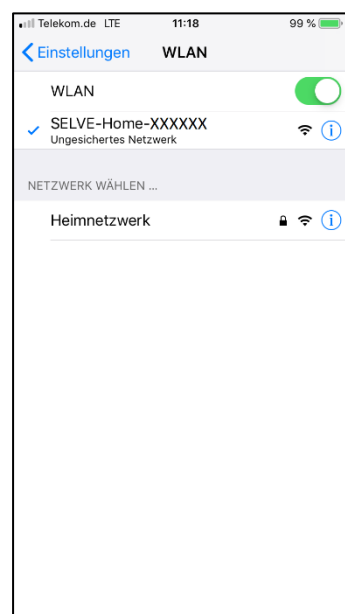 Telekom.de LTE 11:18 99 %
Einstellungen WLAN
WLAN
SELVE-Home-XXXXXX
Ungesichertes Netzwerk
NETZWERK WÄHLEN ...
Heimnetzwerk